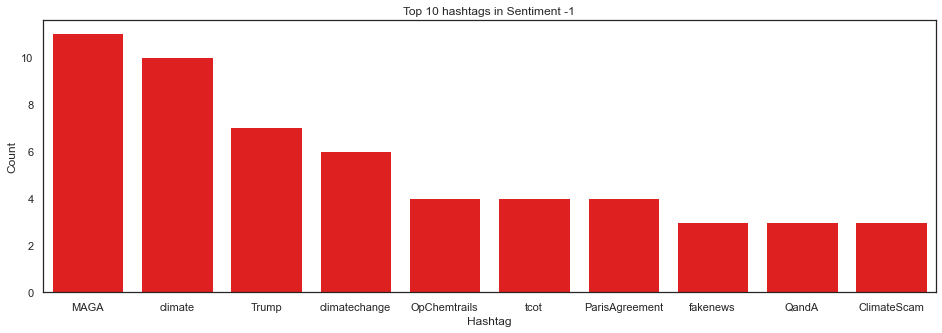 Top 10 hashtags in Sentiment -1
Count
10
8
6
4
2
0
MAGA climate Trump climatechange OpChemtrails tcot ParisAgreement fakenews QandA ClimateScam
Hashtag